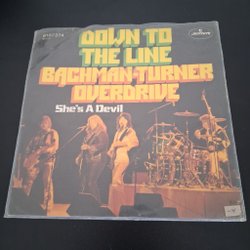 DOWN TO
THE LINE
BACHMAN-TURNER
OVERDRIVE
She's A Devil